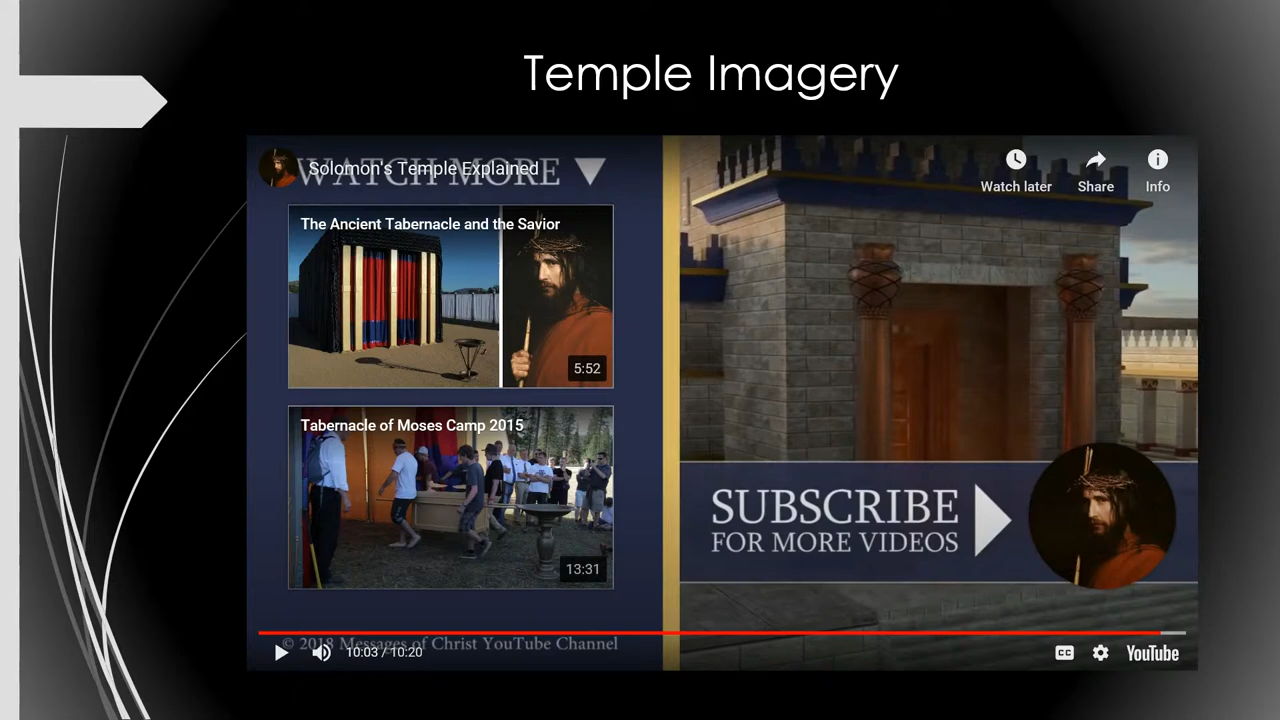 Temple Imagery
WATCH MORE
Solomon's Temple Explained
Watch later
Share
Info
The Ancient Tabernacle and the Savior
5:52
Tabernacle of Moses Camp 2015
13:31
SUBSCRIBE
FOR MORE VIDEOS
© 2018 Messages of Christ YouTube Channel
10:03 / 10:20
CC
YouTube